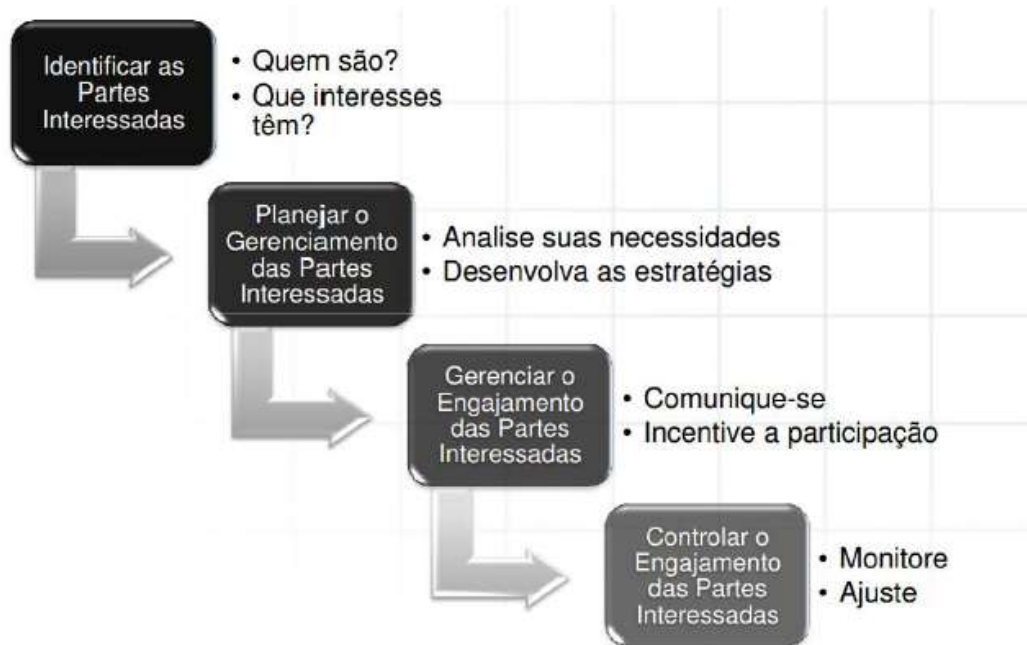 Identificar as
Partes
Interessadas
• Quem são?
• Que interesses
têm?
Planejar o
Gerenciamento
das Partes
Interessadas
• Analise suas necessidades
• Desenvolva as estratégias
Gerenciar o
Engajamento
das Partes
Interessadas
• Comunique-se
• Incentive a participação
Controlar o
Engajamento
das Partes
Interessadas
• Monitore
• Ajuste